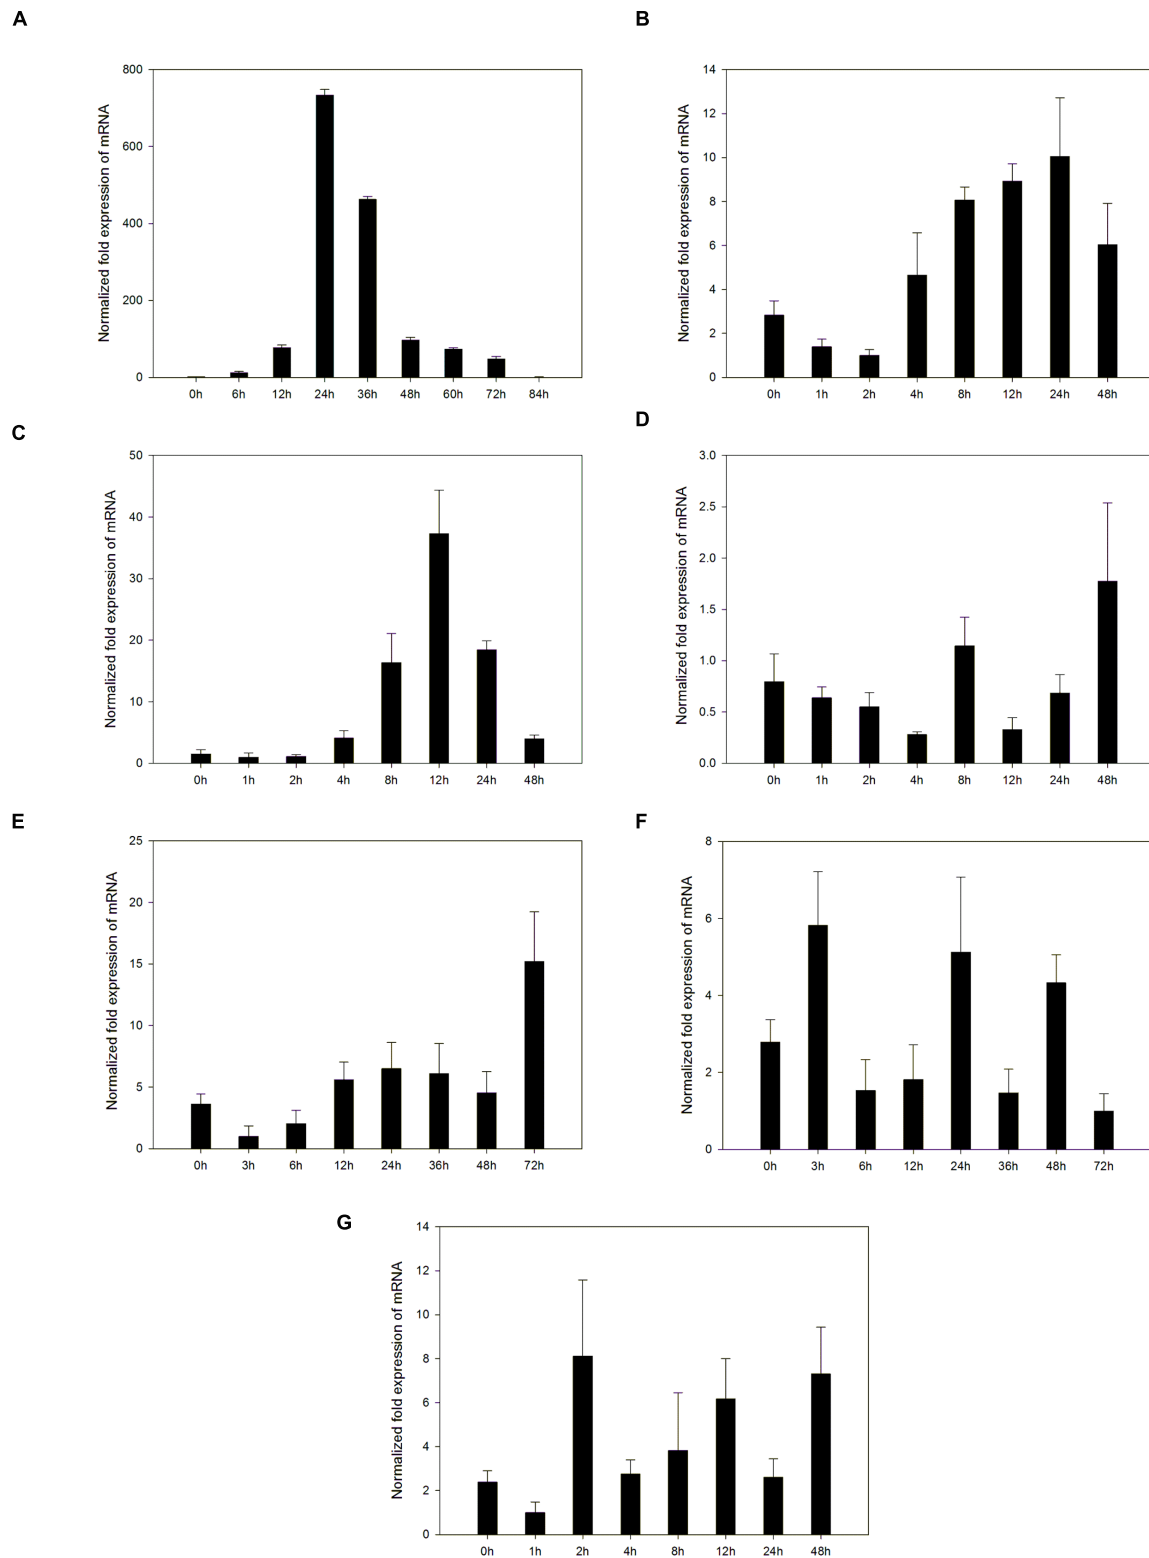 A
Normalized fold expression of mRNA
800
600
400
200
0
0h 6h 12h 24h 36h 48h 60h 72h 84h
B
Normalized fold expression of mRNA
14
12
10
8
6
4
2
0
0h 1h 2h 4h 8h 12h 24h 48h
C
Normalized fold expression of mRNA
50
40
30
20
10
0
0h 1h 2h 4h 8h 12h 24h 48h
D
Normalized fold expression of mRNA
3.0
2.5
2.0
1.5
1.0
0.5
0.0
0h 1h 2h 4h 8h 12h 24h 48h
E
Normalized fold expression of mRNA
25
20
15
10
5
0
0h 3h 6h 12h 24h 36h 48h 72h
F
Normalized fold expression of mRNA
8
6
4
2
0
0h 3h 6h 12h 24h 36h 48h 72h
G
Normalized fold expression of mRNA
14
12
10
8
6
4
2
0
0h 1h 2h 4h 8h 12h 24h 48h